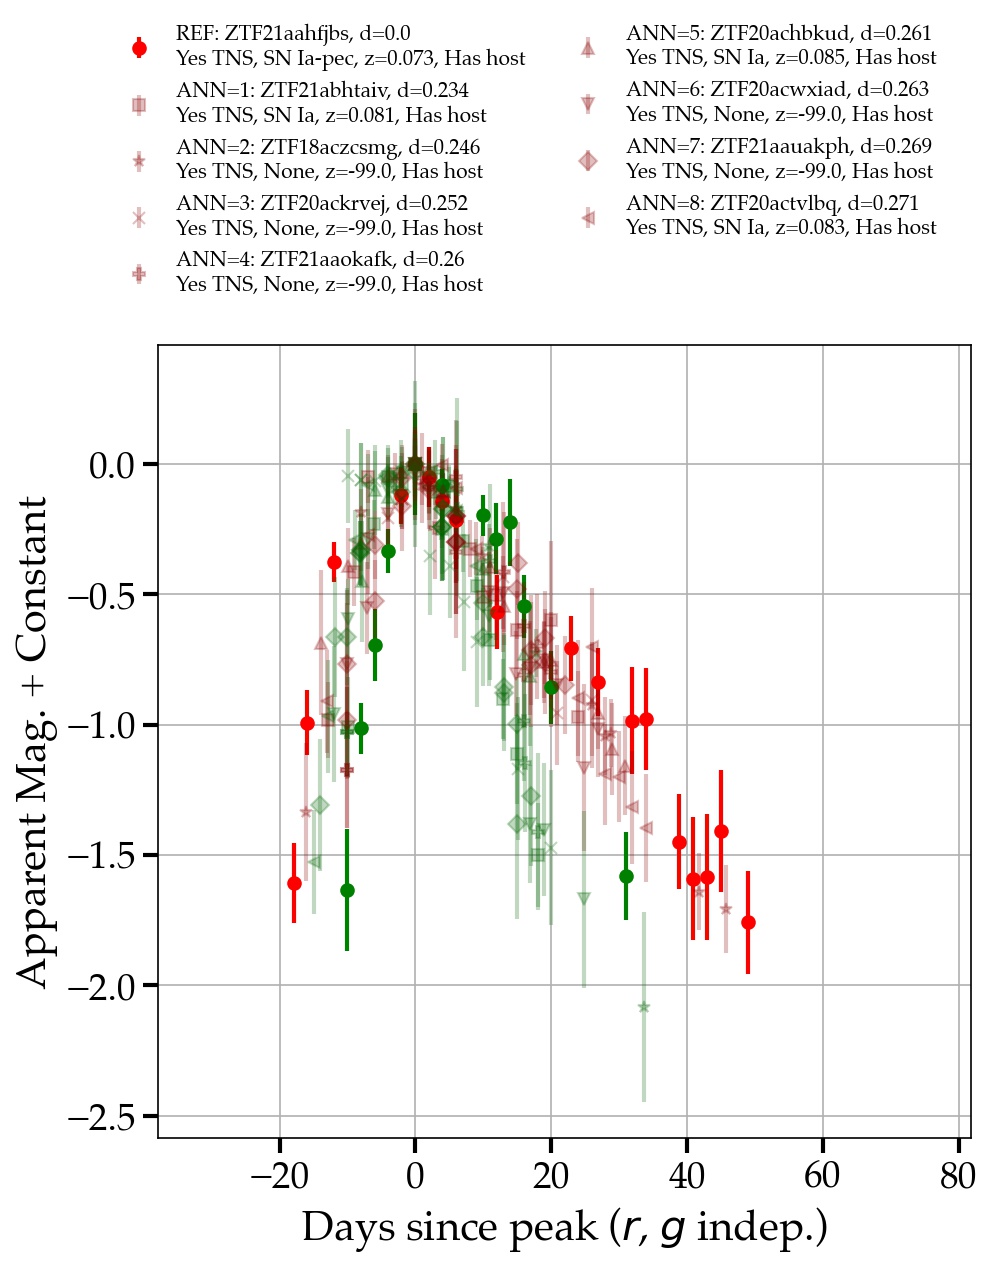 REF: ZTF21aahfjbs, d=0.0
Yes TNS, SN Ia-pec, z=0.073, Has host
ANN=1: ZTF21abhtaiv, d=0.234
Yes TNS, SN Ia, z=0.081, Has host
ANN=2: ZTF18aczcsmg, d=0.246
Yes TNS, None, z=-99.0, Has host
ANN=3: ZTF20ackrvej, d=0.252
Yes TNS, None, z=-99.0, Has host
ANN=4: ZTF21aaokafk, d=0.26
Yes TNS, None, z=-99.0, Has host
ANN=5: ZTF20achbkud, d=0.261
Yes TNS, SN Ia, z=0.085, Has host
ANN=6: ZTF20acwxiad, d=0.263
Yes TNS, None, z=-99.0, Has host
ANN=7: ZTF21aauakph, d=0.269
Yes TNS, None, z=-99.0, Has host
ANN=8: ZTF20actvlbq, d=0.271
Yes TNS, SN Ia, z=0.083, Has host
Apparent Mag. + Constant
0.0
−0.5
−1.0
−1.5
−2.0
−2.5
−20
0
20
40
60
80
Days since peak (r, g indep.)